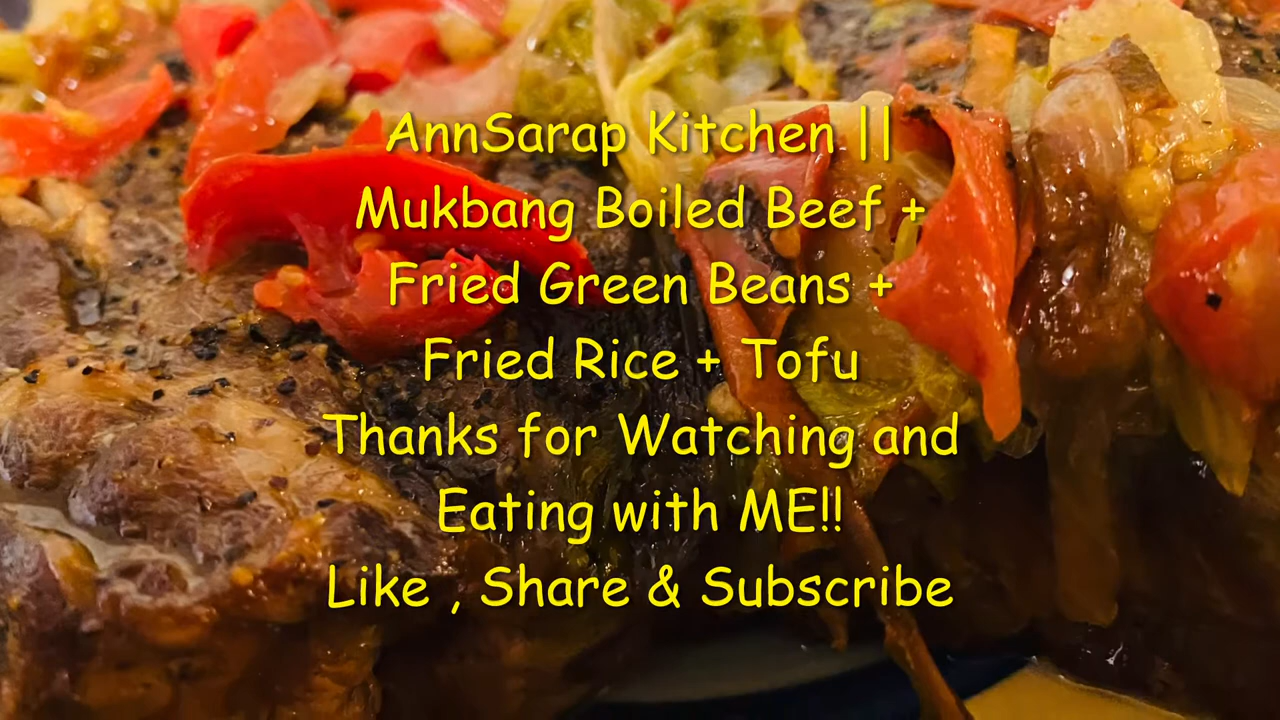 AnnSarap Kitchen ||
Mukbang Boiled Beef +
Fried Green Beans +
Fried Rice + Tofu
Thanks for Watching and
Eating with ME!!
Like , Share & Subscribe